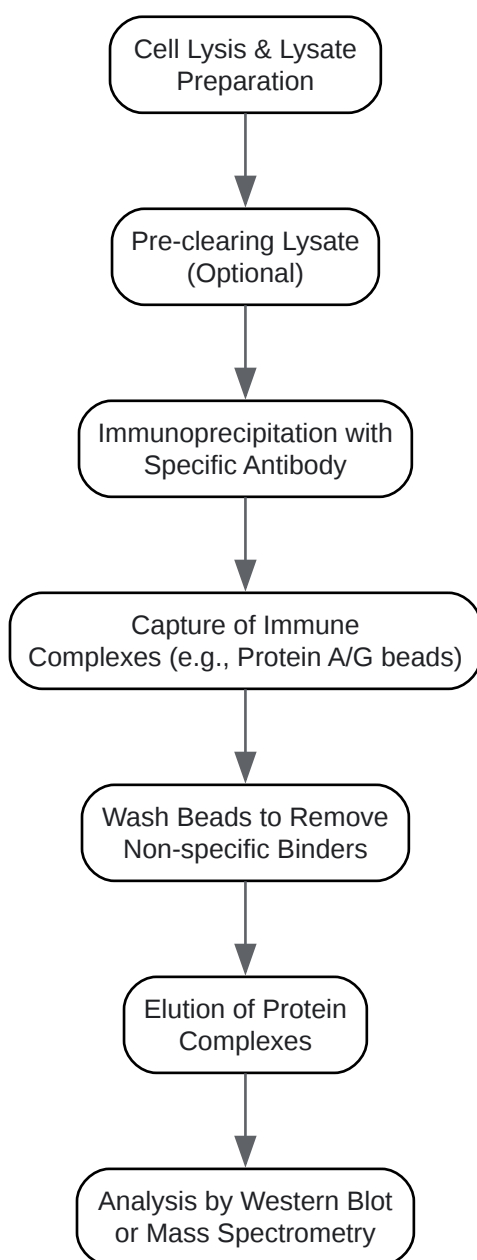 Cell Lysis & Lysate
Preparation
Pre-clearing Lysate
(Optional)
Immunoprecipitation with
Specific Antibody
Capture of Immune
Complexes (e.g., Protein A/G beads)
Wash Beads to Remove
Non-specific Binders
Elution of Protein
Complexes
Analysis by Western Blot
or Mass Spectrometry